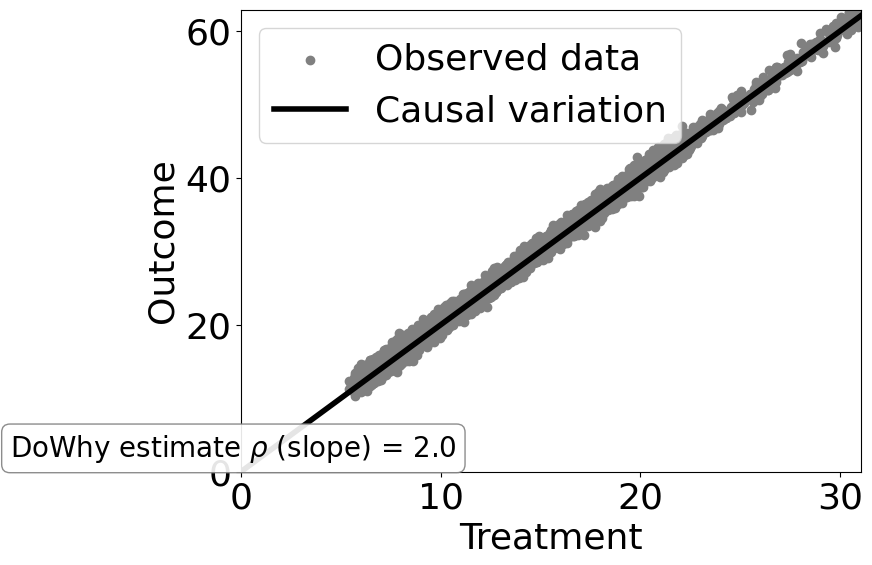 60
Observed data
Causal variation
40
Outcome
20
DoWhy estimate ρ (slope) = 2.0
0
0 10 20 30
Treatment